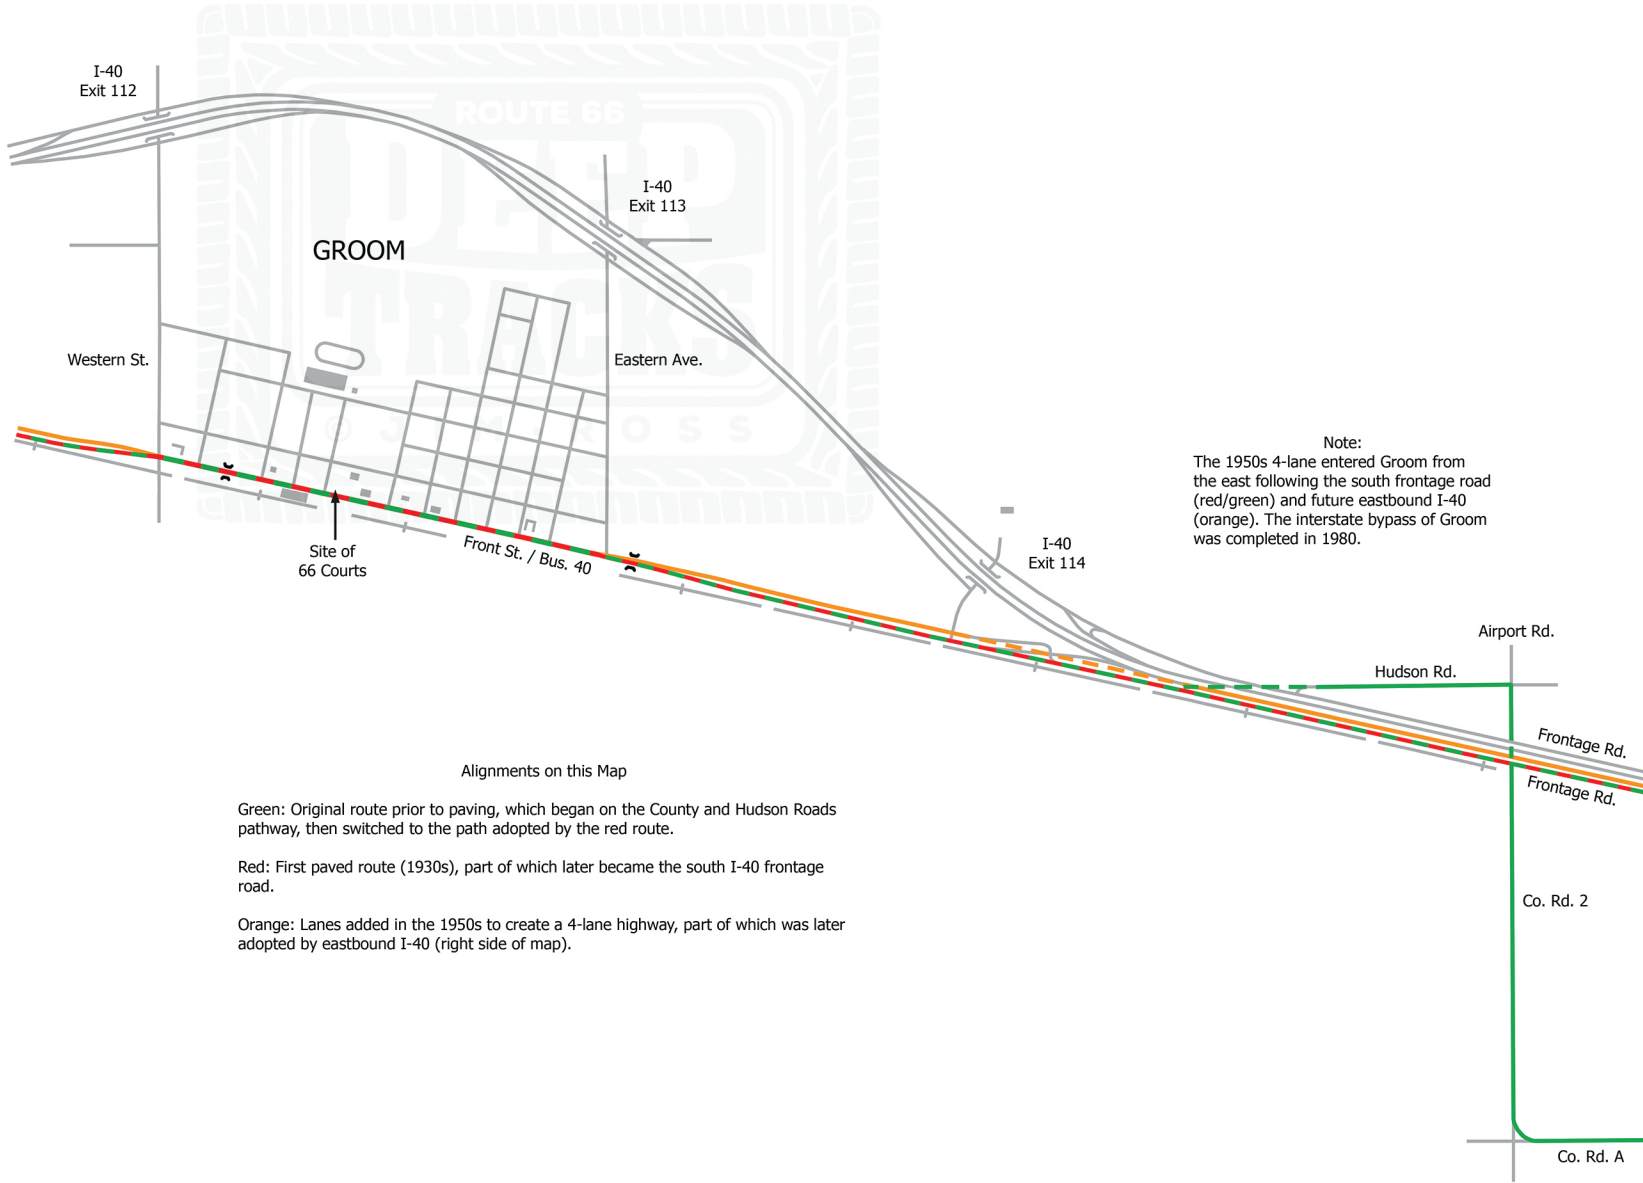 I-40
Exit 112
ROUTE 66
DEEP
TRACKS
© JIM ROSS
I-40
Exit 113
GROOM
Western St.
Eastern Ave.
Note:
The 1950s 4-lane entered Groom from
the east following the south frontage road
(red/green) and future eastbound I-40
(orange). The interstate bypass of Groom
was completed in 1980.
Site of
66 Courts
Front St. / Bus. 40
I-40
Exit 114
Airport Rd.
Hudson Rd.
Frontage Rd.
Frontage Rd.
Alignments on this Map
Green: Original route prior to paving, which began on the County and Hudson Roads
pathway, then switched to the path adopted by the red route.
Red: First paved route (1930s), part of which later became the south I-40 frontage
road.
Orange: Lanes added in the 1950s to create a 4-lane highway, part of which was later
adopted by eastbound I-40 (right side of map).
Co. Rd. 2
Co. Rd. A